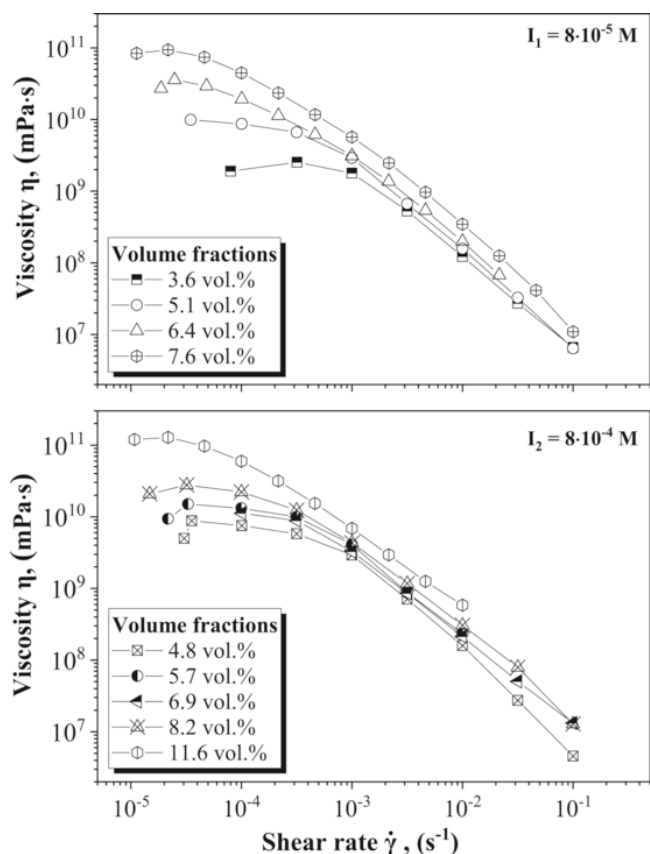 I₁ = 8·10⁻⁵ M
Viscosity η, (mPa·s)
10¹¹
10¹⁰
10⁹
10⁸
10⁷
Volume fractions
3.6 vol.%
5.1 vol.%
6.4 vol.%
7.6 vol.%
I₂ = 8·10⁻⁴ M
Viscosity η, (mPa·s)
10¹¹
10¹⁰
10⁹
10⁸
10⁷
Volume fractions
4.8 vol.%
5.7 vol.%
6.9 vol.%
8.2 vol.%
11.6 vol.%
10⁻⁵ 10⁻⁴ 10⁻³ 10⁻² 10⁻¹
Shear rate γ̇ , (s⁻¹)